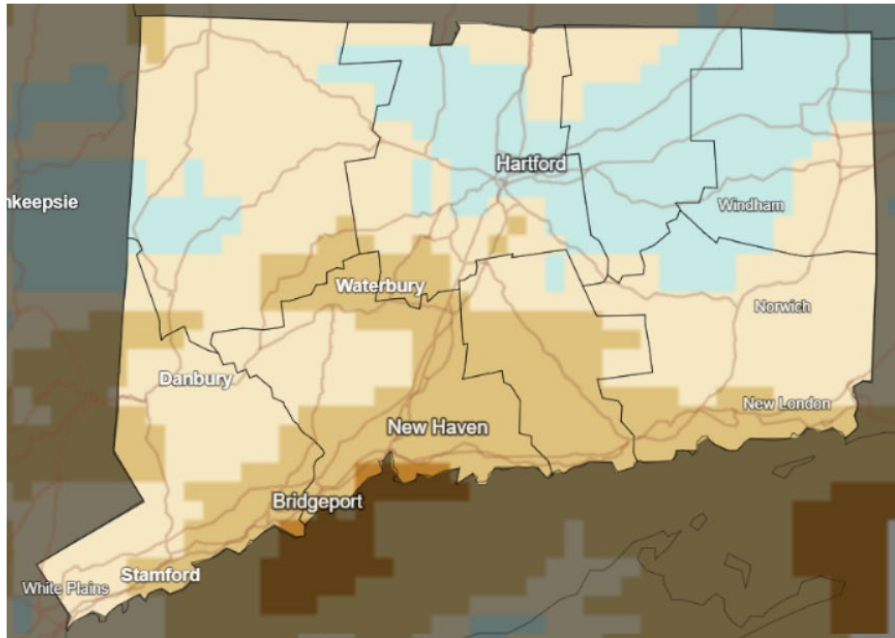 Hartford
nkeepsie
Windham
Waterbury
Norwich
Danbury
New London
New Haven
Bridgeport
Stamford
White Plains